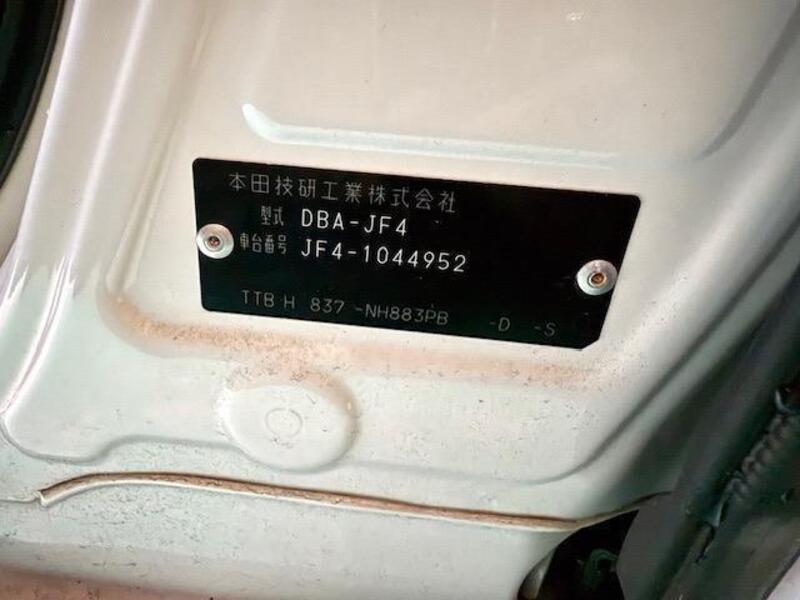 本田技研工業株式会社
型式 DBA-JF4
車台番号 JF4-1044952
TTB H 837 -NH883PB -D -S